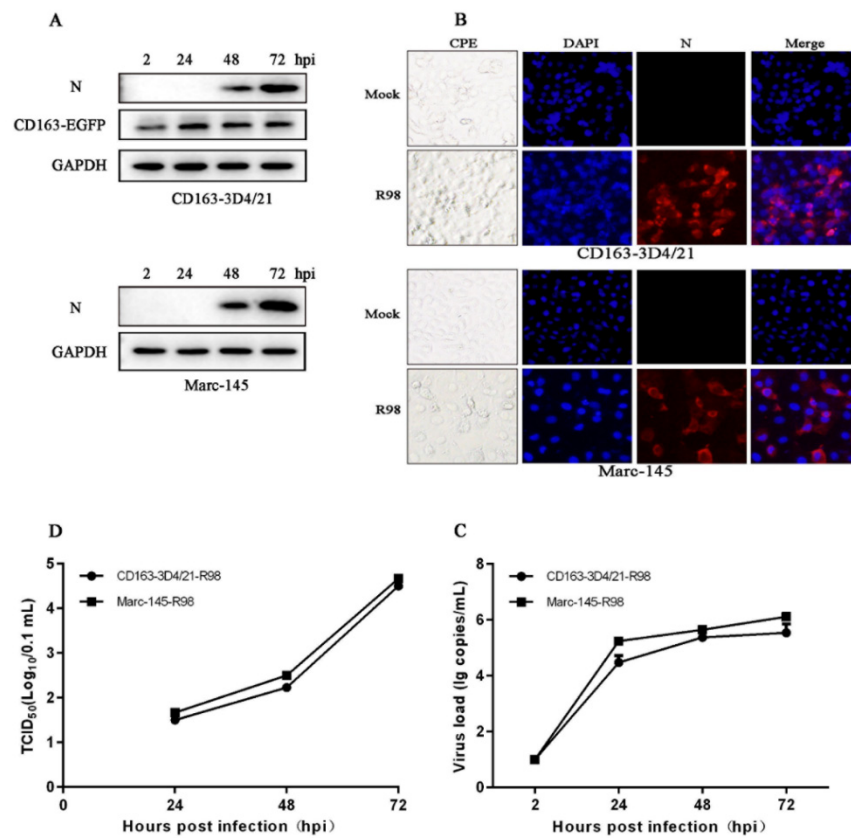 A
2 24 48 72 hpi
N
CD163-EGFP
GAPDH
CD163-3D4/21
2 24 48 72 hpi
N
GAPDH
Marc-145
B
CPE DAPI N Merge
Mock
R98
CD163-3D4/21
Mock
R98
Marc-145
D
CD163-3D4/21-R98
Marc-145-R98
TCID50(Log10/0.1 mL)
5
4
3
2
1
0
0 24 48 72
Hours post infection (hpi)
C
CD163-3D4/21-R98
Marc-145-R98
Virus load (lg copies/mL)
8
6
4
2
0
2 24 48 72
Hours post infection (hpi)